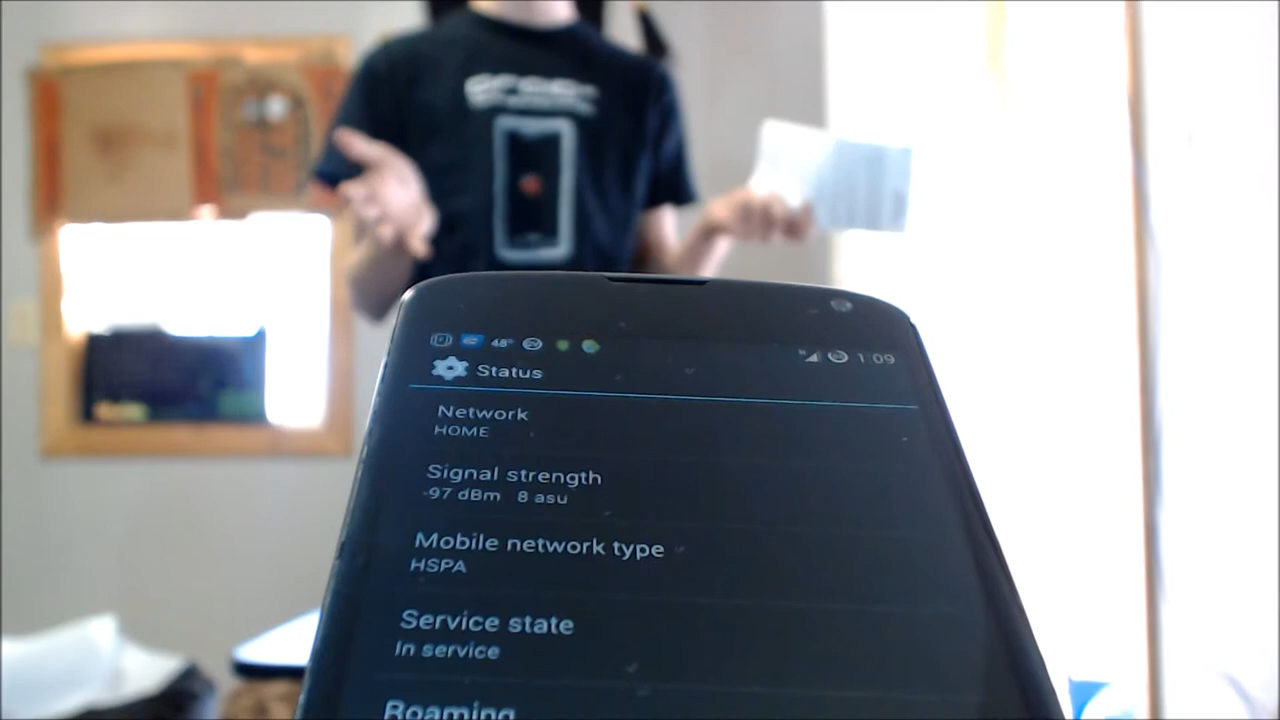 48° 1:09
Status
Network
HOME
Signal strength
-97 dBm 8 asu
Mobile network type
HSPA
Service state
In service
Roaming